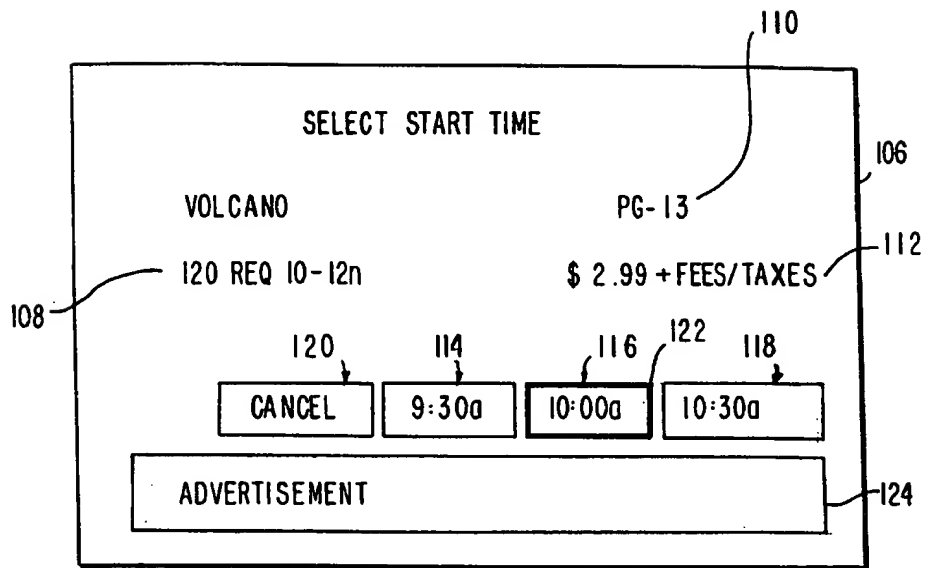 110
SELECT START TIME
106
VOLCANO PG-13
112
120 REQ 10-12n $ 2.99 + FEES/TAXES
108
120 114 116 122 118
CANCEL 9:30a 10:00a 10:30a
ADVERTISEMENT
124